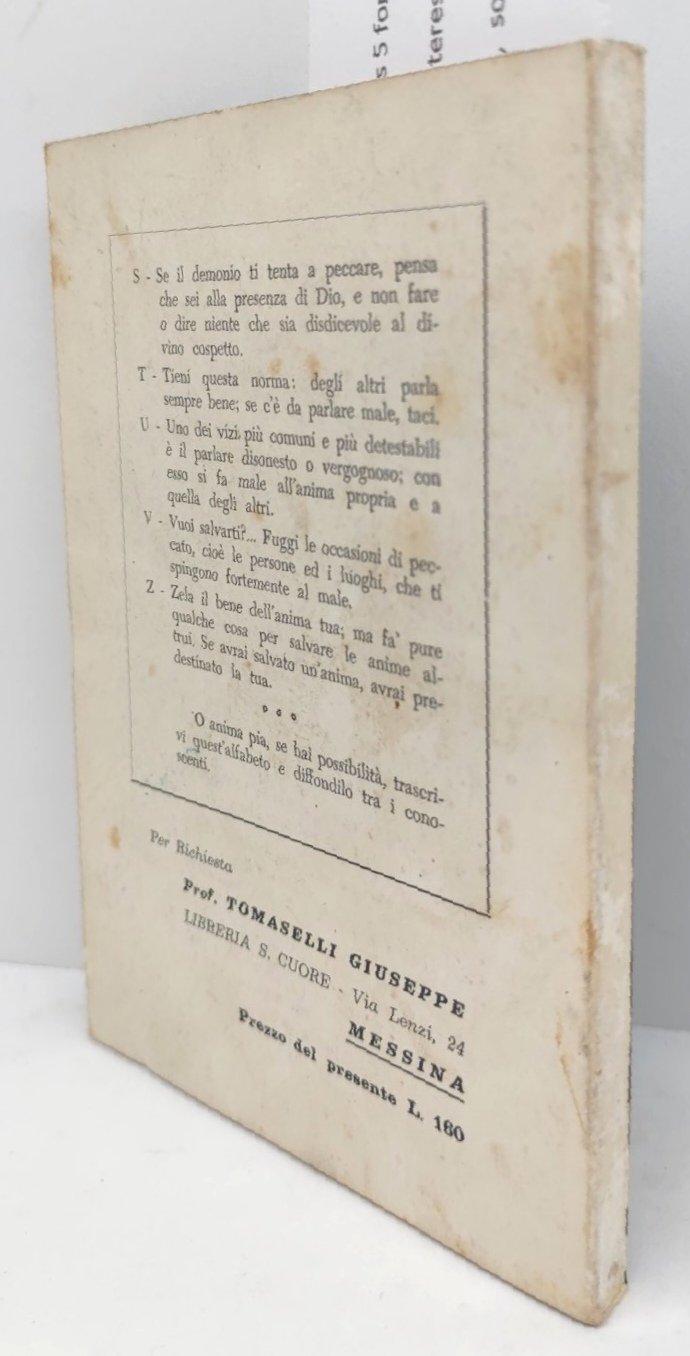 s 5 for
teres
, so
S - Se il demonio ti tenta a peccare, pensa
che sei alla presenza di Dio, e non fare
o dire niente che sia disdicevole al di-
vino cospetto.
T - Tieni questa norma: degli altri parla
sempre bene; se c'è da parlare male, taci.
U - Uno dei vizi più comuni e più detestabili
è il parlare disonesto o vergognoso; con
esso si fa male all'anima propria e a
quella degli altri.
V - Vuoi salvarti?... Fuggi le occasioni di pec-
cato, cioè le persone ed i luoghi, che ti
spingono fortemente al male.
Z - Zela il bene dell'anima tua; ma fa' pure
qualche cosa per salvare le anime al-
trui. Se avrai salvato un'anima, avrai pre-
destinato la tua.
° ° °
O anima pia, se hai possibilità, trascri-
vi quest'alfabeto e diffondilo tra i cono-
scenti.
Per Richiesta
Prof. TOMASELLI GIUSEPPE
LIBRERIA S. CUORE - Via Lenzi, 24
MESSINA
Prezzo del presente L. 180